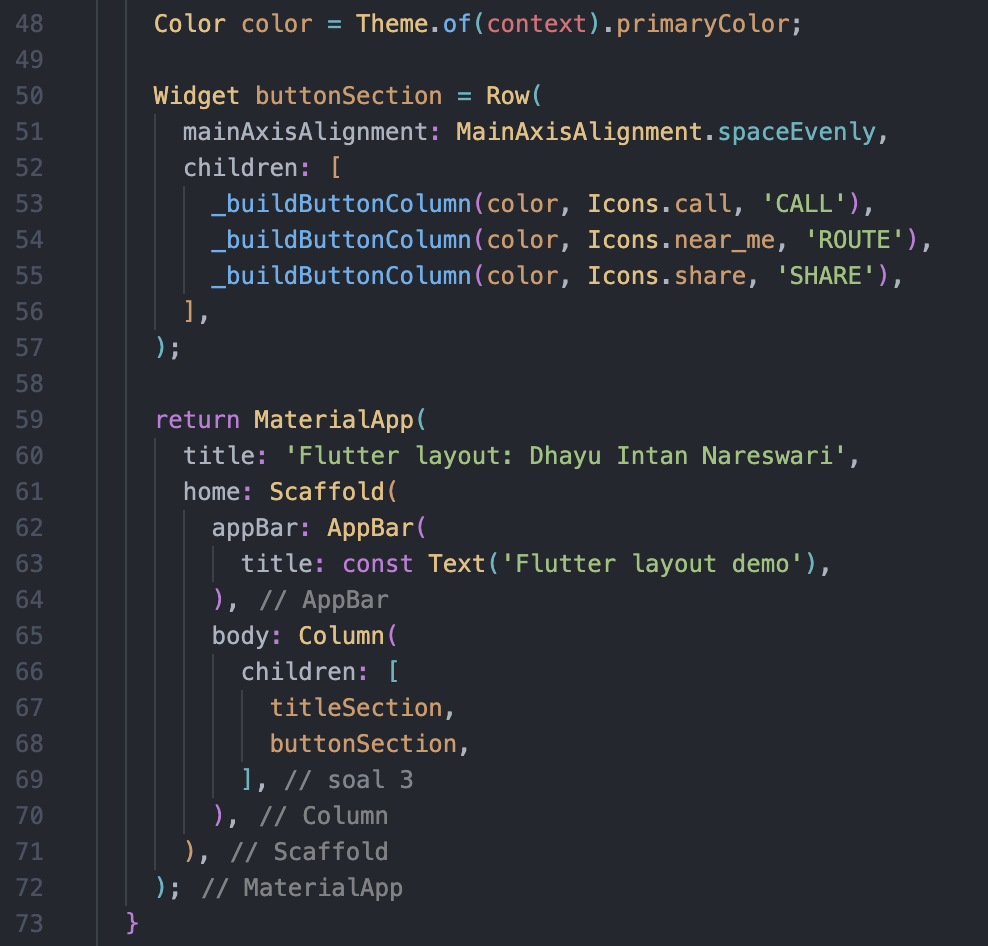 48 Color color = Theme.of(context).primaryColor;
49
50 Widget buttonSection = Row(
51 mainAxisAlignment: MainAxisAlignment.spaceEvenly,
52 children: [
53 _buildButtonColumn(color, Icons.call, 'CALL'),
54 _buildButtonColumn(color, Icons.near_me, 'ROUTE'),
55 _buildButtonColumn(color, Icons.share, 'SHARE'),
56 ],
57 );
58
59 return MaterialApp(
60 title: 'Flutter layout: Dhayu Intan Nareswari',
61 home: Scaffold(
62 appBar: AppBar(
63 title: const Text('Flutter layout demo'),
64 ), // AppBar
65 body: Column(
66 children: [
67 titleSection,
68 buttonSection,
69 ], // soal 3
70 ), // Column
71 ), // Scaffold
72 ); // MaterialApp
73 }